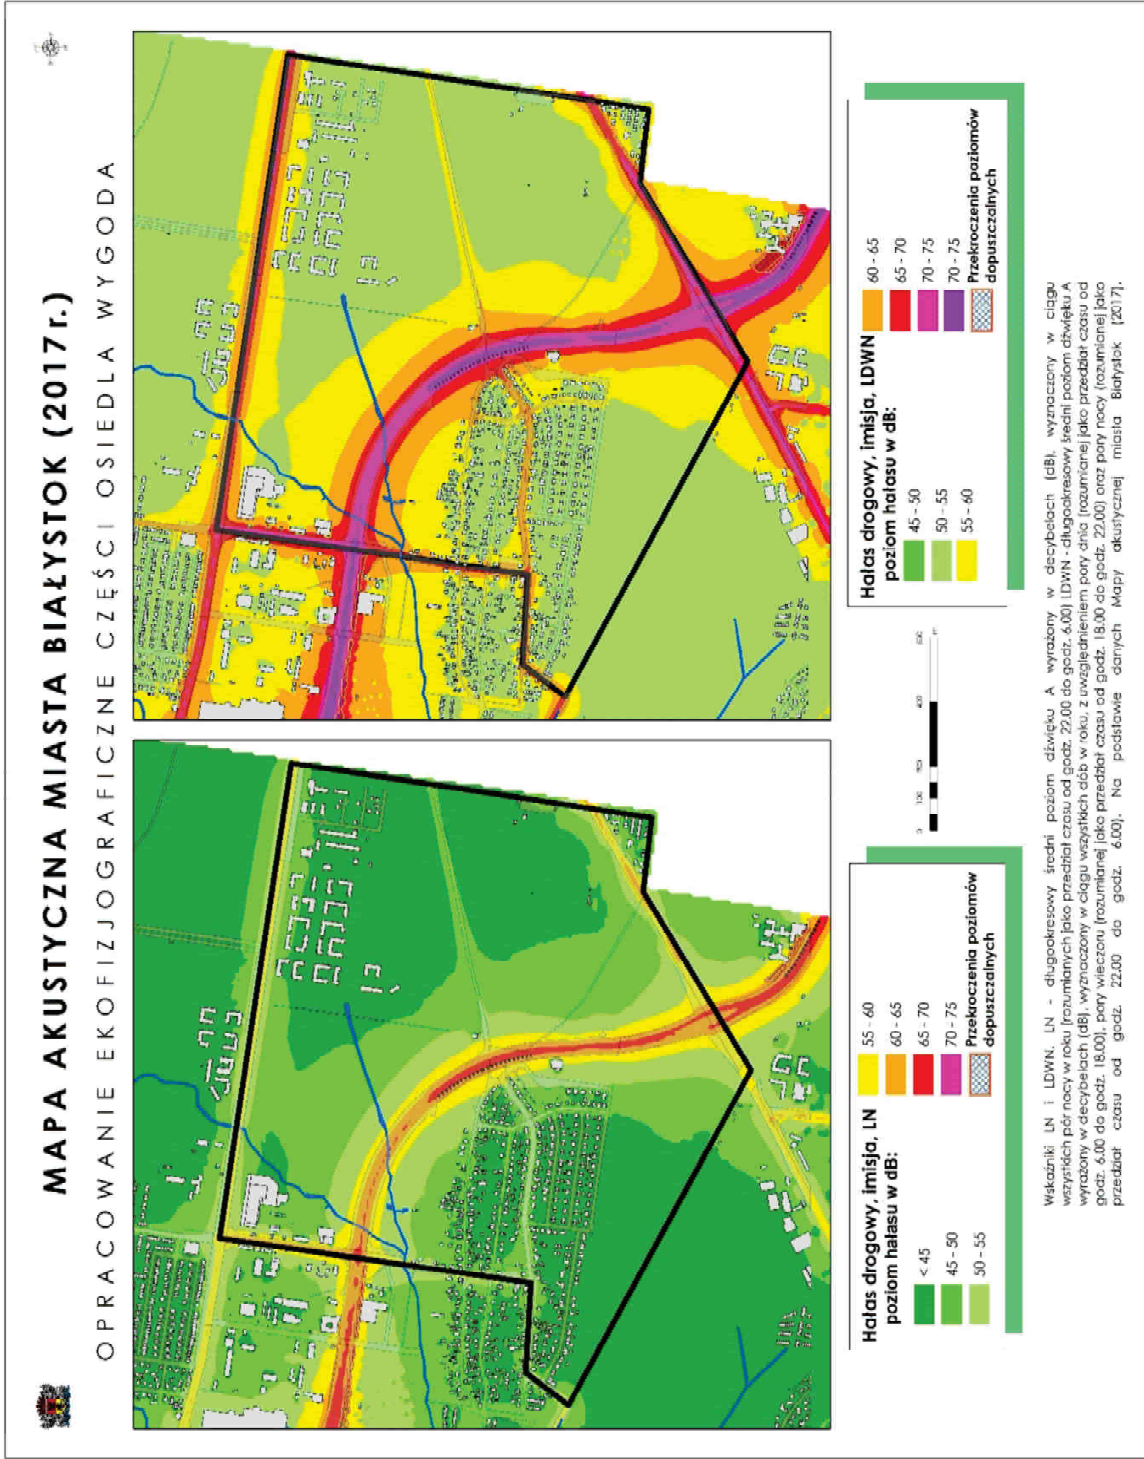 MAPA AKUSTYCZNA MIASTA BIAŁYSTOK (2017 r.)
OPRACOWANIE EKOFIZJOGRAFICZNE CZĘŚCI OSIEDLA WYGODA
Hałas drogowy, imisja, LN
poziom hałasu w dB:
< 45
45 - 50
50 - 55
55 - 60
60 - 65
65 - 70
70 - 75
Przekroczenia poziomów
dopuszczalnych
0 100 400
m
Hałas drogowy, imisja, LDWN
poziom hałasu w dB:
45 - 50
50 - 55
55 - 60
60 - 65
65 - 70
70 - 75
70 - 75
Przekroczenia poziomów
dopuszczalnych
Wskaźniki LN i LDWN. LN - długookresowy średni poziom dźwięku A wyrażony w decybelach (dB), wyznaczony w ciągu
wszystkich pór nocy w roku (rozumianych jako przedział czasu od godz. 22.00 do godz. 6.00) LDWN - długookresowy średni poziom dźwięku A
wyrażony w decybelach (dB), wyznaczony w ciągu wszystkich dób w roku, z uwzględnieniem pory dnia (rozumianej jako przedział czasu od
godz. 6.00 do godz. 18.00), pory wieczoru (rozumianej jako przedział czasu od godz. 18.00 do godz. 22.00) oraz pory nocy (rozumianej jako
przedział czasu od godz. 22.00 do godz. 6.00). Na podstawie danych Mapy akustycznej miasta Białystok (2017).